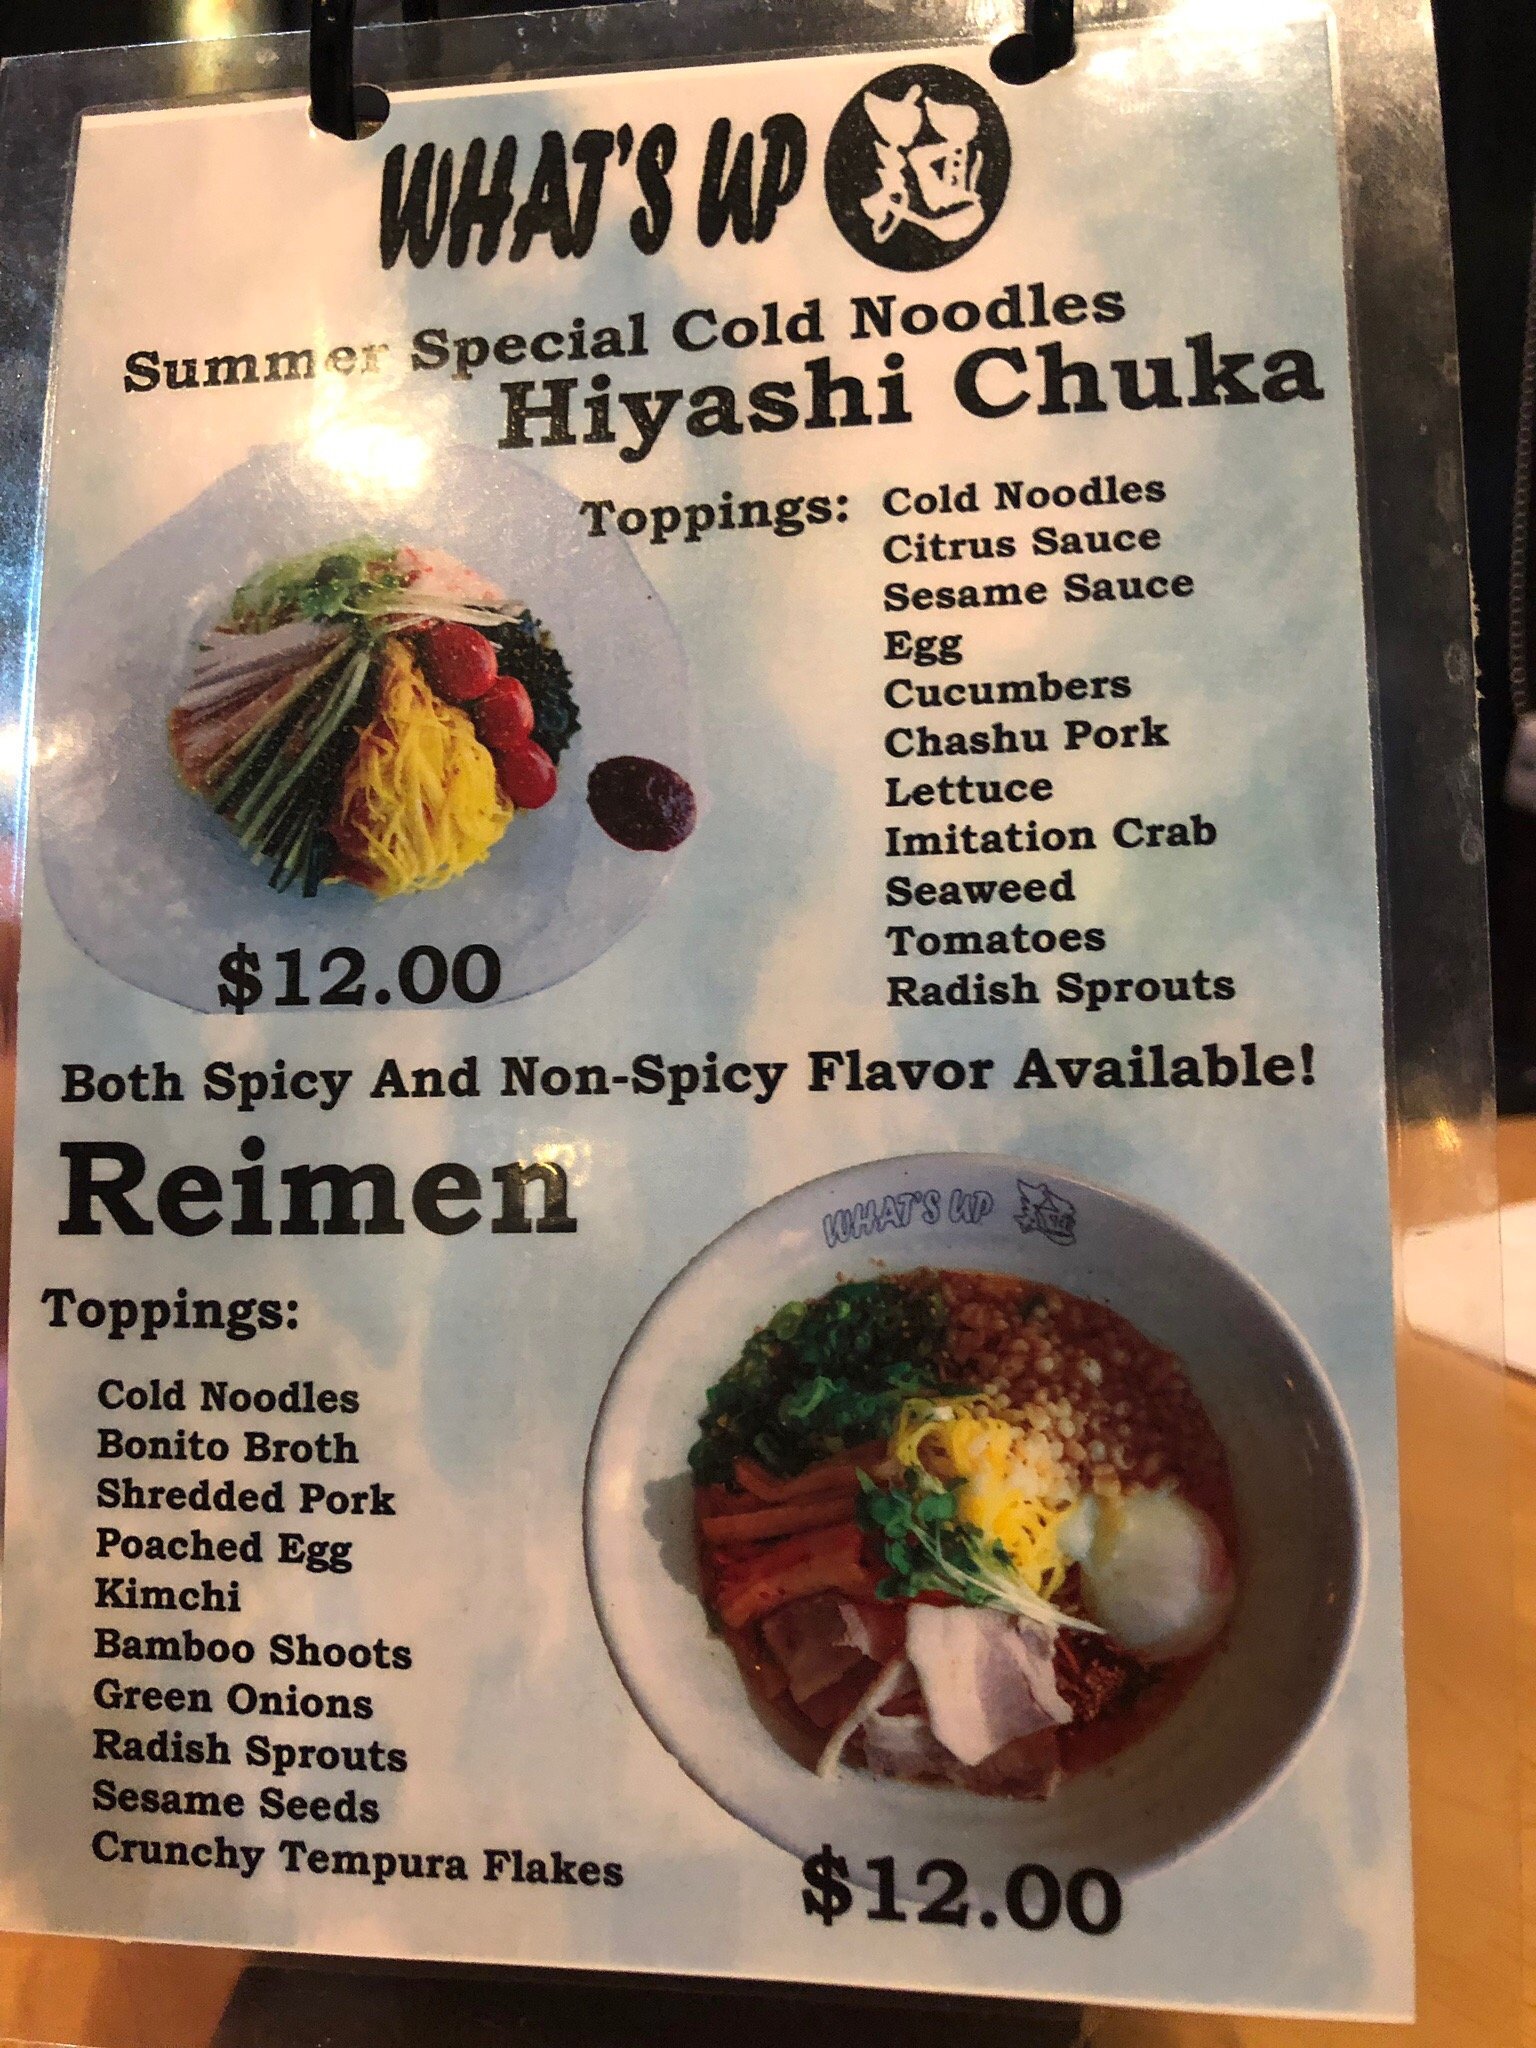 WHAT'S UP
Summer Special Cold Noodles
Hiyashi Chuka
Toppings: Cold Noodles
Citrus Sauce
Sesame Sauce
Egg
Cucumbers
Chashu Pork
Lettuce
Imitation Crab
Seaweed
Tomatoes
Radish Sprouts
$12.00
Both Spicy And Non-Spicy Flavor Available!
Reimen
WHAT'S UP
Toppings:
Cold Noodles
Bonito Broth
Shredded Pork
Poached Egg
Kimchi
Bamboo Shoots
Green Onions
Radish Sprouts
Sesame Seeds
Crunchy Tempura Flakes
$12.00